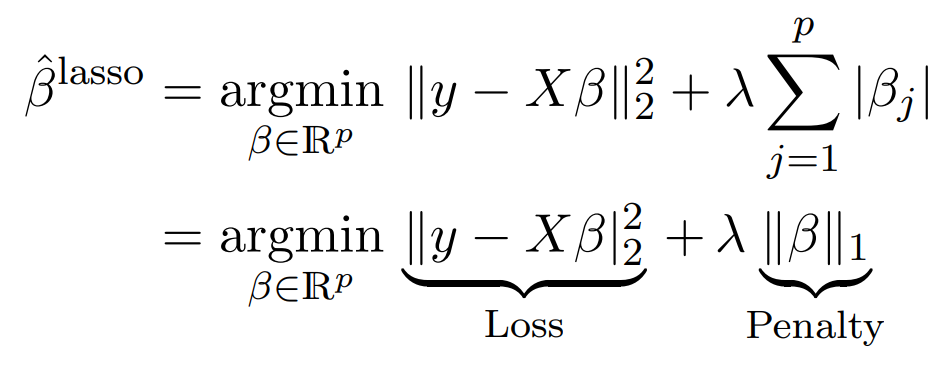 β̂^lasso = argmin_{β∈ℝ^p} ‖y − Xβ‖₂² + λ ∑_{j=1}^{p} |β_j|
= argmin_{β∈ℝ^p} ‖y − Xβ|₂² + λ ‖β‖₁
Loss Penalty